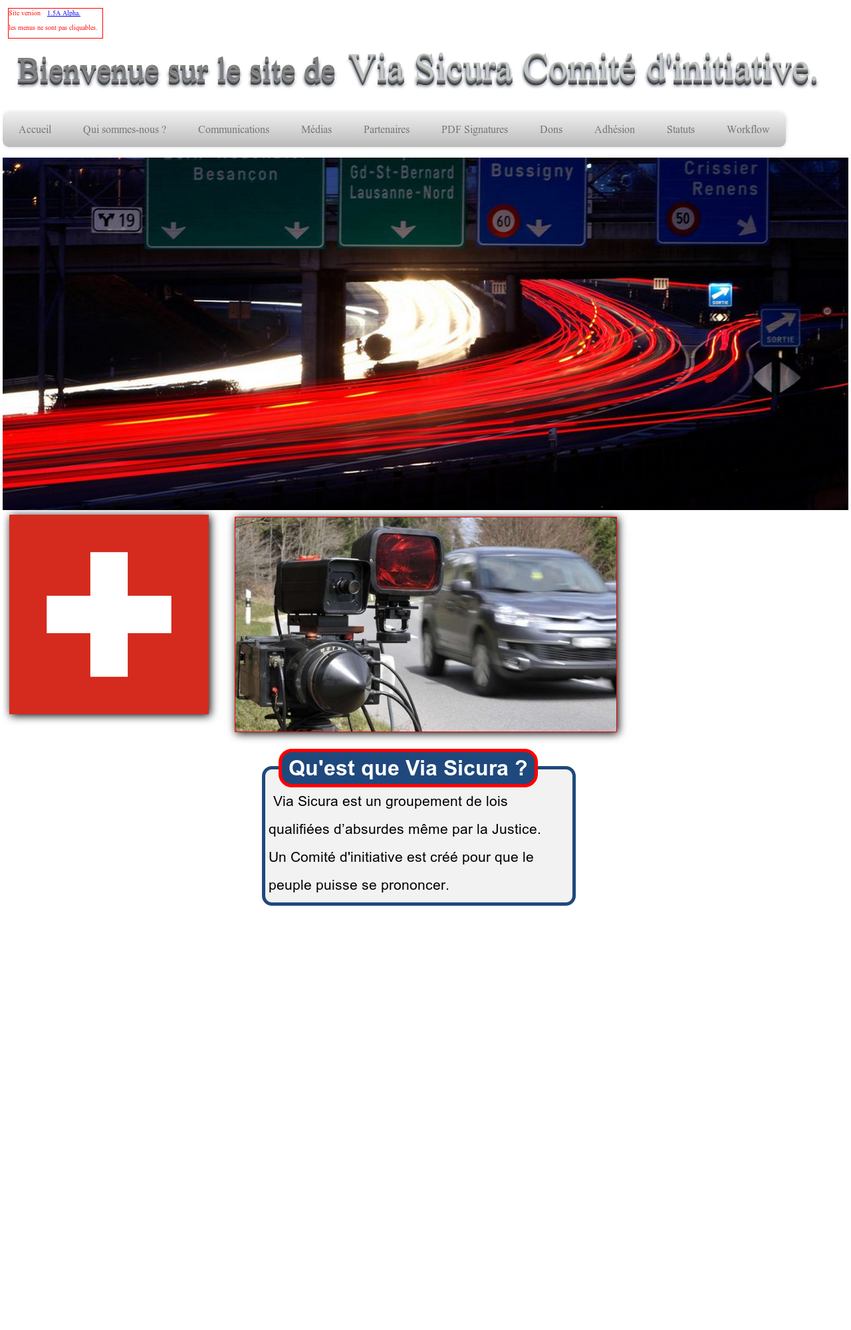 Site version 1.5A Alpha.
les menus ne sont pas cliquables.
Bienvenue sur le site de Via Sicura Comité d'initiative.
Accueil Qui sommes-nous ? Communications Médias Partenaires PDF Signatures Dons Adhésion Statuts Workflow
Besançon
Gd-St-Bernard
Lausanne-Nord
Bussigny
Crissier
Renens
19
60
50
SORTIE
SORTIE
Qu'est que Via Sicura ?
Via Sicura est un groupement de lois
qualifiées d’absurdes même par la Justice.
Un Comité d'initiative est créé pour que le
peuple puisse se prononcer.